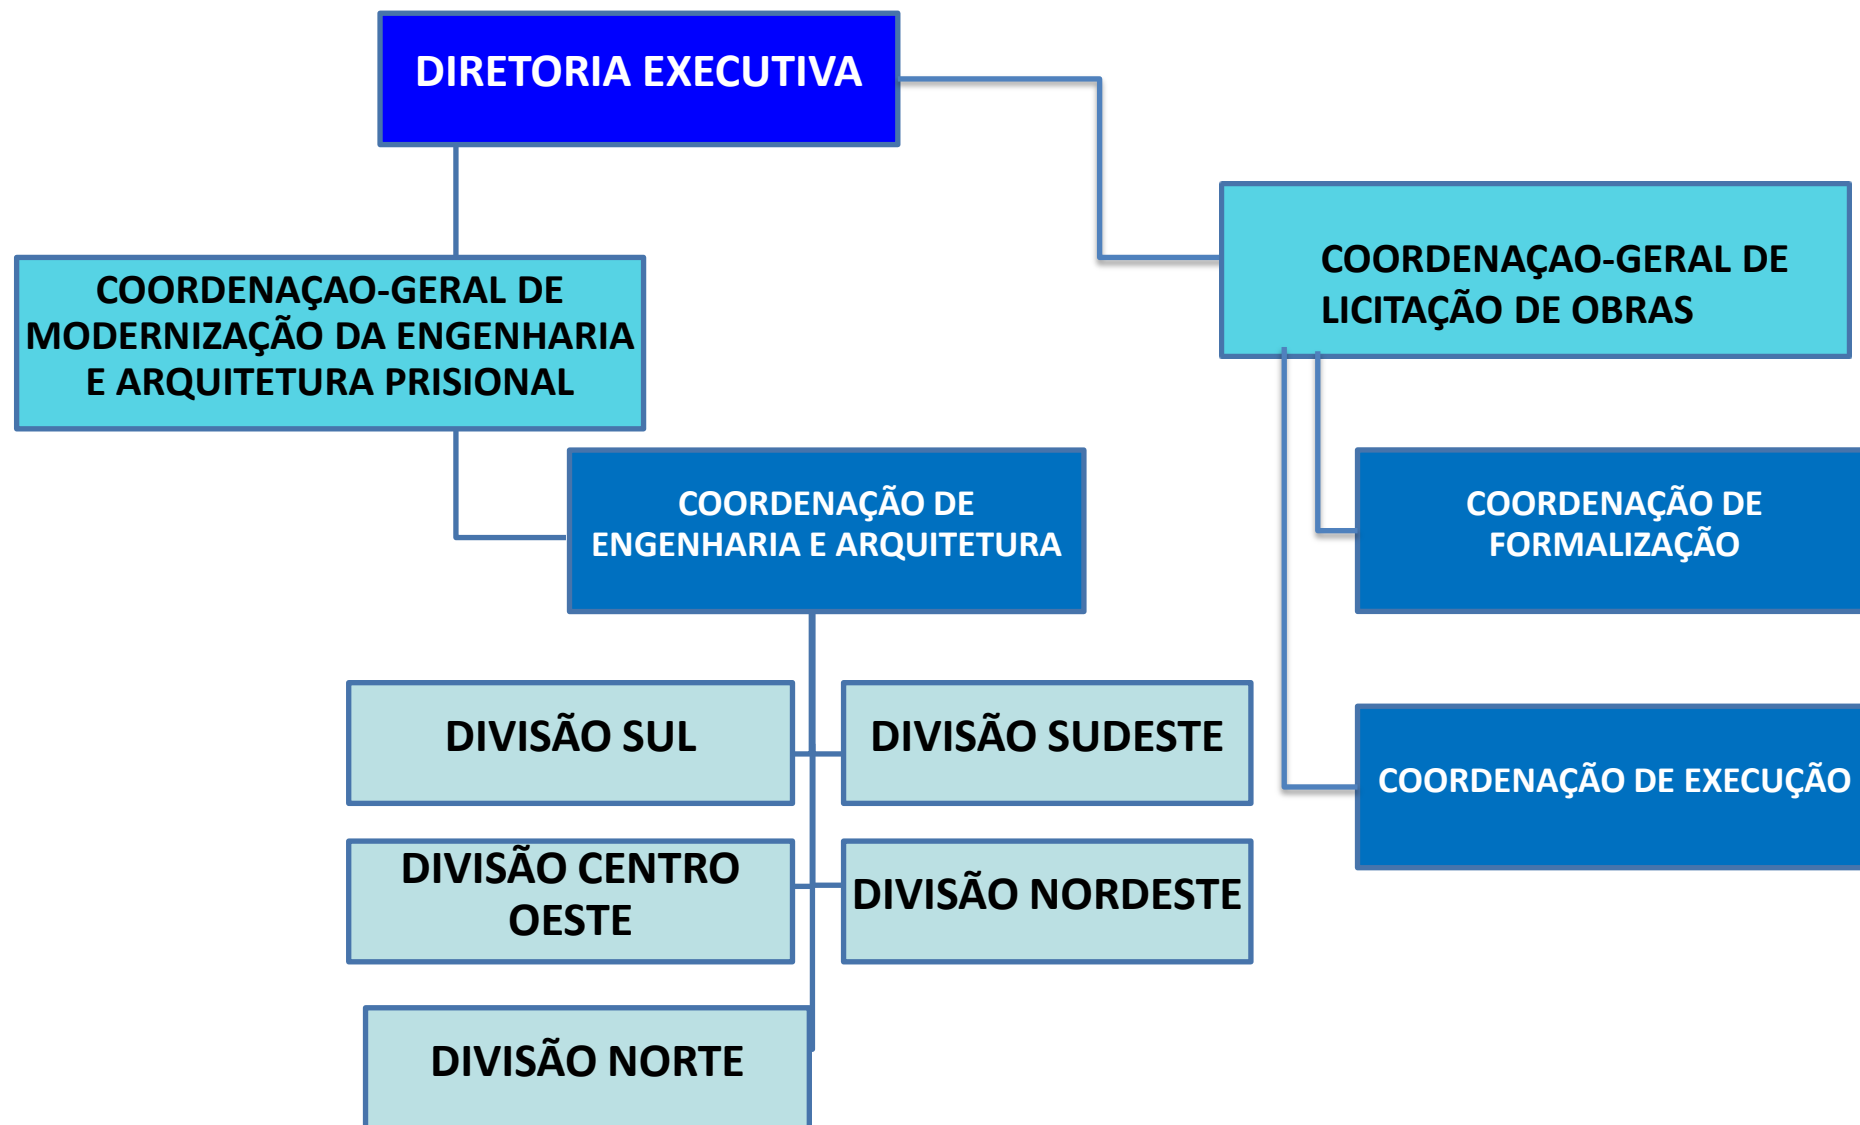 DIRETORIA EXECUTIVA
COORDENAÇAO-GERAL DE
LICITAÇÃO DE OBRAS
COORDENAÇAO-GERAL DE
MODERNIZAÇÃO DA ENGENHARIA
E ARQUITETURA PRISIONAL
COORDENAÇÃO DE
ENGENHARIA E ARQUITETURA
COORDENAÇÃO DE
FORMALIZAÇÃO
DIVISÃO SUL
DIVISÃO SUDESTE
COORDENAÇÃO DE EXECUÇÃO
DIVISÃO CENTRO
OESTE
DIVISÃO NORDESTE
DIVISÃO NORTE